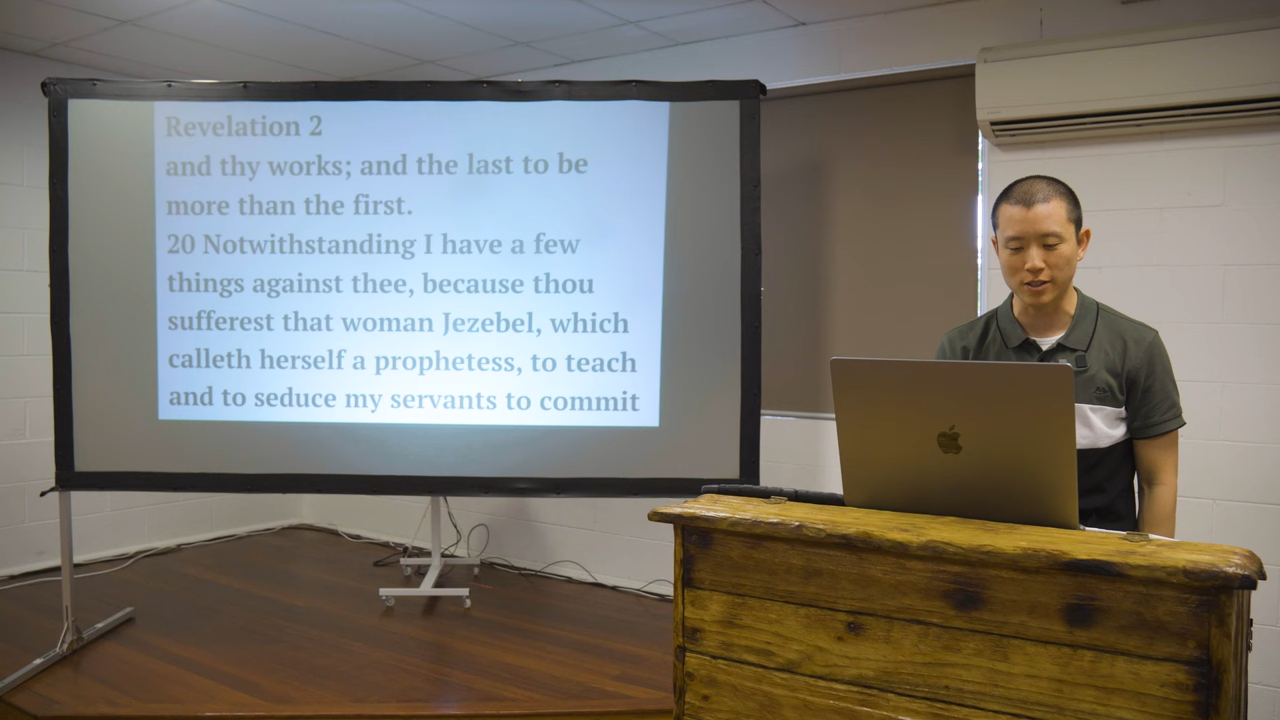 Revelation 2
and thy works; and the last to be
more than the first.
20 Notwithstanding I have a few
things against thee, because thou
sufferest that woman Jezebel, which
calleth herself a prophetess, to teach
and to seduce my servants to commit